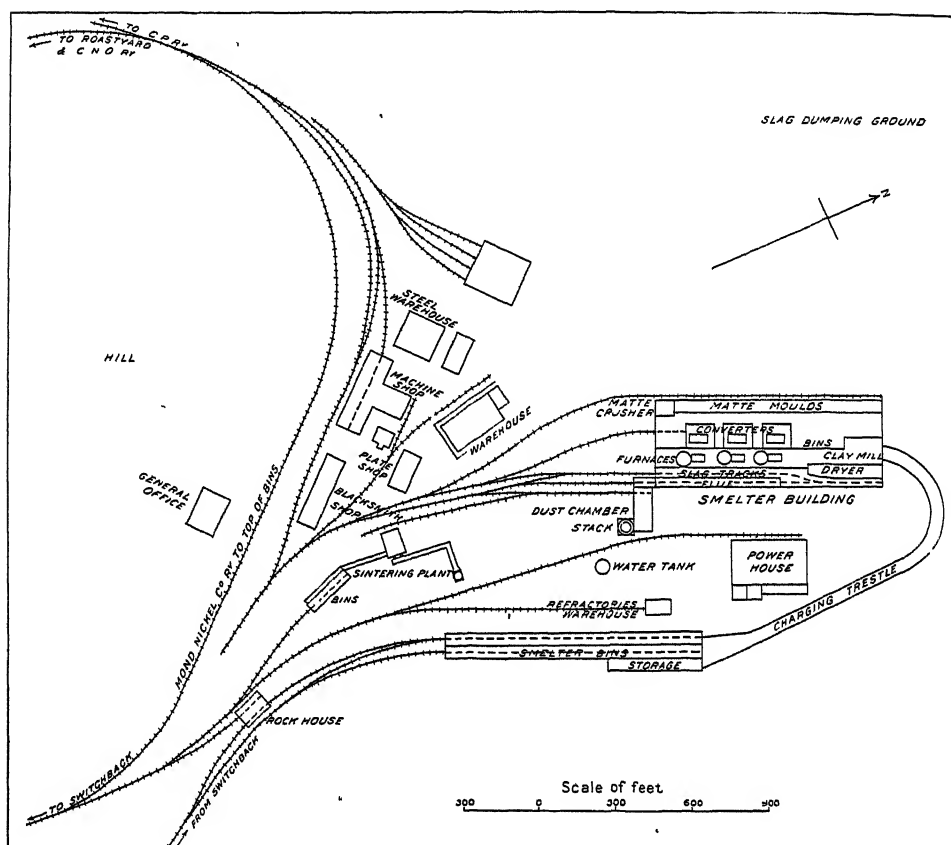 TO C.P.RY
TO ROASTYARD
& C N O RY
SLAG DUMPING GROUND
N
STEEL
WAREHOUSE
HILL
MACHINE
SHOP
MATTE
CRUSHER
MATTE MOULDS
WAREHOUSE
CONVERTERS
BINS
PLATE
SHOP
FURNACES
CLAY MILL
SLAG TRACKS
DRYER
FLUE
GENERAL
OFFICE
BLACKSMITH
SHOP
SMELTER BUILDING
DUST CHAMBER
STACK
MOND NICKEL CO RY TO TOP OF BINS
SINTERING PLANT
WATER TANK
POWER
HOUSE
BINS
REFRACTORIES
WAREHOUSE
CHARGING TRESTLE
SMELTER BINS
STORAGE
ROCK HOUSE
TO SWITCHBACK
FROM SWITCHBACK
Scale of feet
300 0 300 600 900